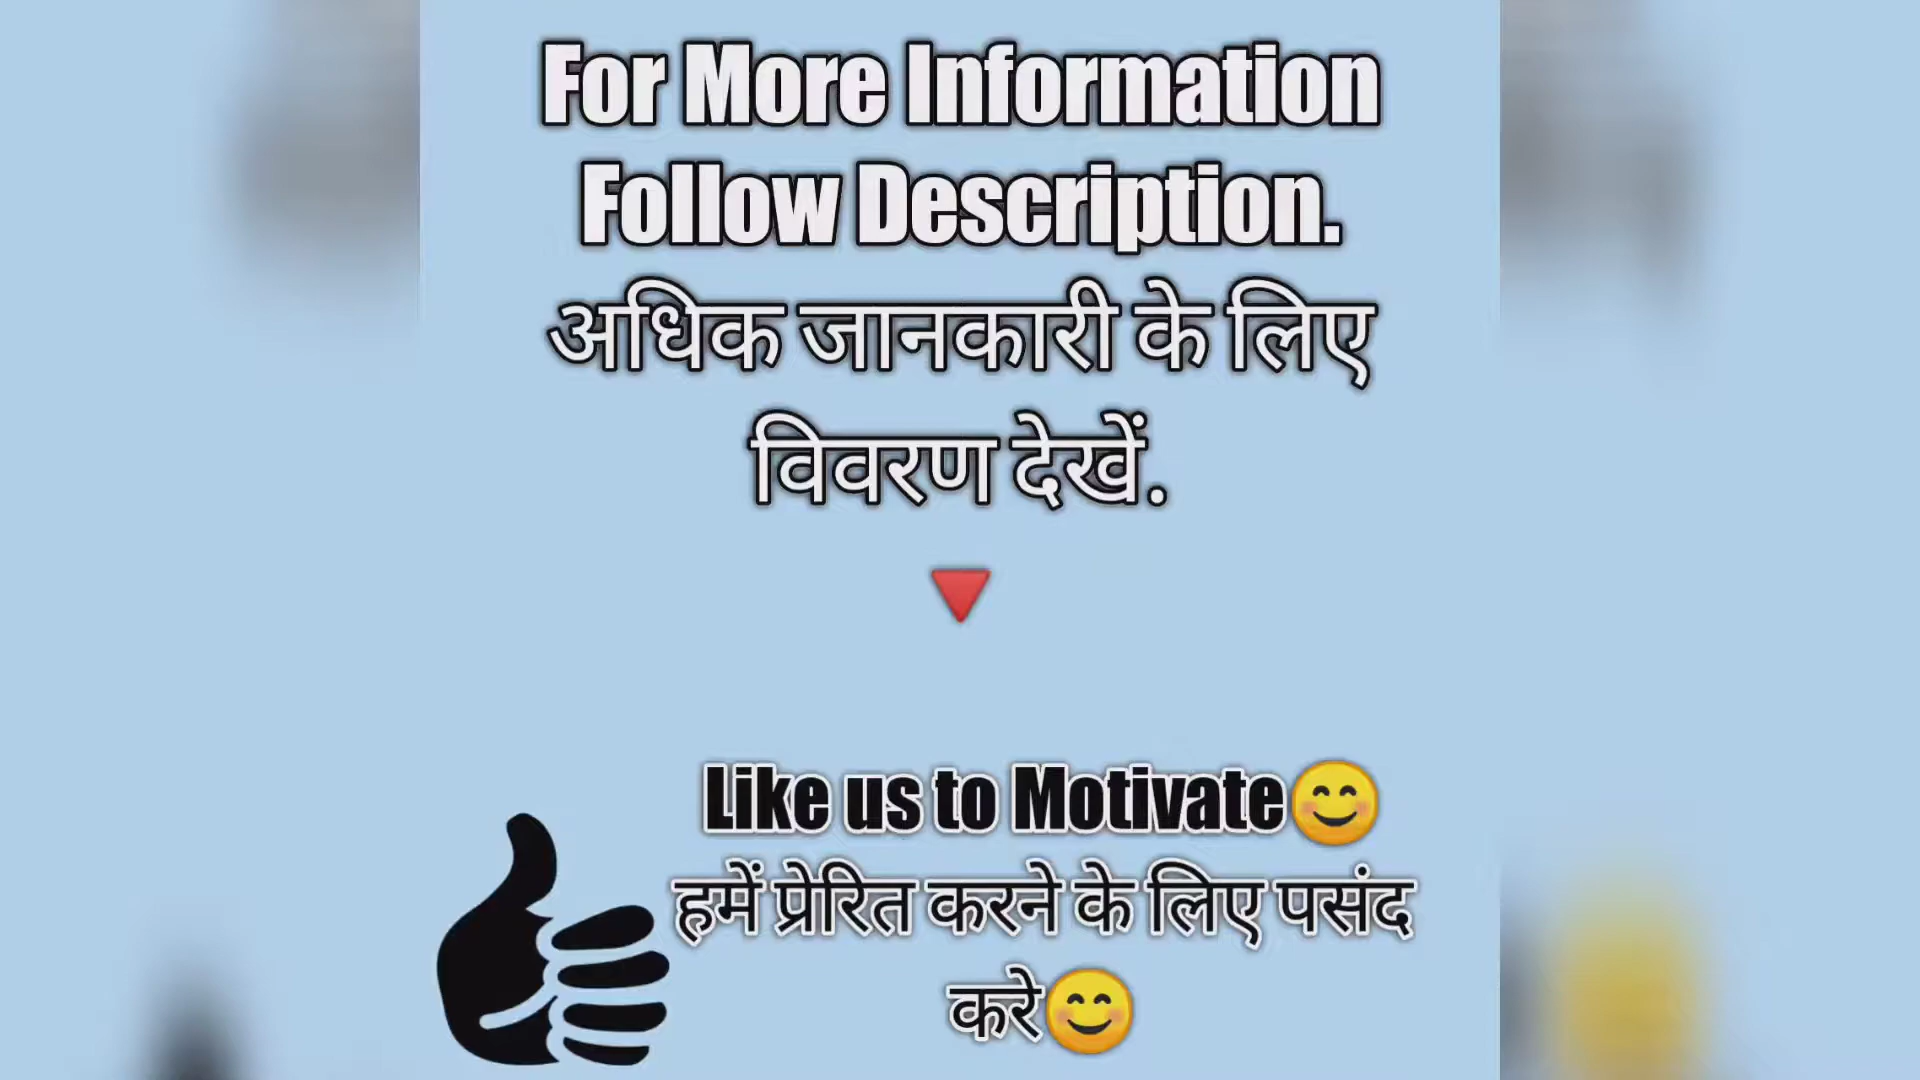 For More Information
Follow Description.
अधिक जानकारी के लिए
विवरण देखें.
Like us to Motivate😊
हमें प्रेरित करने के लिए पसंद
करे😊